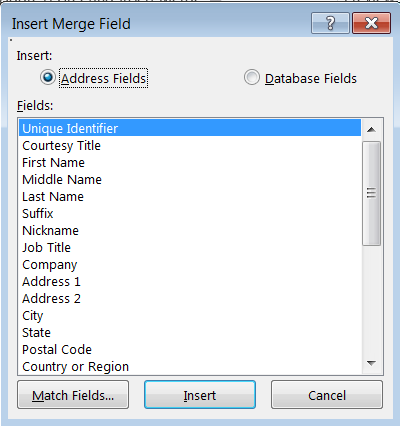 Insert Merge Field
Insert:
Address Fields Database Fields
Fields:
Unique Identifier
Courtesy Title
First Name
Middle Name
Last Name
Suffix
Nickname
Job Title
Company
Address 1
Address 2
City
State
Postal Code
Country or Region
Match Fields... Insert Cancel